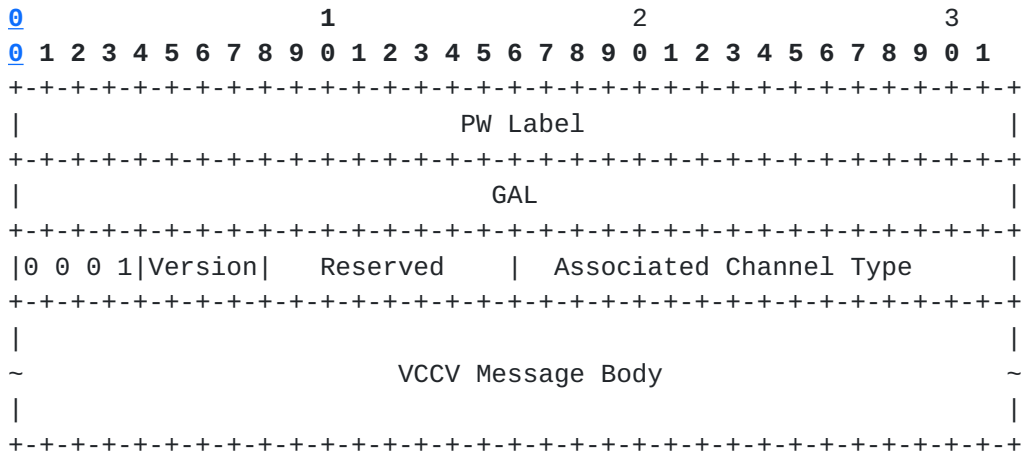 0                   1                   2                   3
0 1 2 3 4 5 6 7 8 9 0 1 2 3 4 5 6 7 8 9 0 1 2 3 4 5 6 7 8 9 0 1
+-+-+-+-+-+-+-+-+-+-+-+-+-+-+-+-+-+-+-+-+-+-+-+-+-+-+-+-+-+-+-+-+
|                            PW Label                           |
+-+-+-+-+-+-+-+-+-+-+-+-+-+-+-+-+-+-+-+-+-+-+-+-+-+-+-+-+-+-+-+-+
|                              GAL                              |
+-+-+-+-+-+-+-+-+-+-+-+-+-+-+-+-+-+-+-+-+-+-+-+-+-+-+-+-+-+-+-+-+
|0 0 0 1|Version|   Reserved    |  Associated Channel Type      |
+-+-+-+-+-+-+-+-+-+-+-+-+-+-+-+-+-+-+-+-+-+-+-+-+-+-+-+-+-+-+-+-+
|                                                               |
~                        VCCV Message Body                      ~
|                                                               |
+-+-+-+-+-+-+-+-+-+-+-+-+-+-+-+-+-+-+-+-+-+-+-+-+-+-+-+-+-+-+-+-+